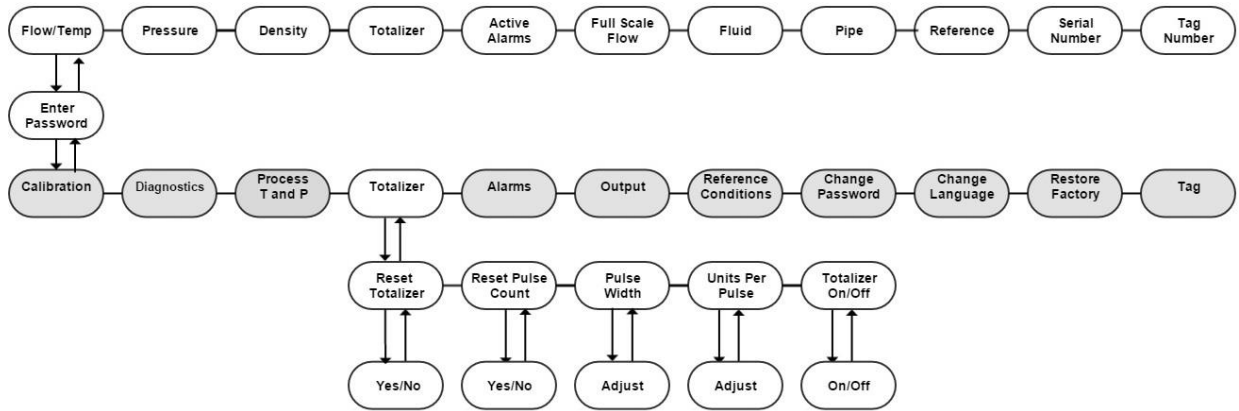 Flow/Temp
Pressure
Density
Totalizer
Active
Alarms
Full Scale
Flow
Fluid
Pipe
Reference
Serial
Number
Tag
Number
Enter
Password
Calibration
Diagnostics
Process
T and P
Totalizer
Alarms
Output
Reference
Conditions
Change
Password
Change
Language
Restore
Factory
Tag
Reset
Totalizer
Reset Pulse
Count
Pulse
Width
Units Per
Pulse
Totalizer
On/Off
Yes/No
Yes/No
Adjust
Adjust
On/Off